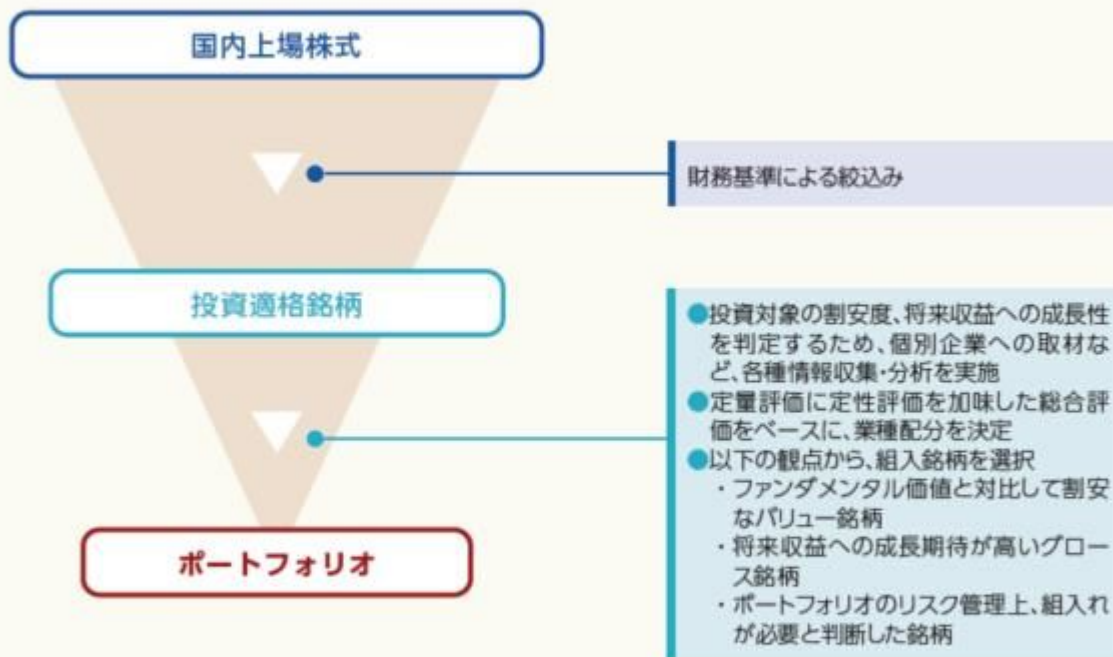 国内上場株式
財務基準による絞込み
投資適格銘柄
●投資対象の割安度、将来収益への成長性
を判定するため、個別企業への取材な
ど、各種情報収集・分析を実施
●定量評価に定性評価を加味した総合評
価をベースに、業種配分を決定
●以下の観点から、組入銘柄を選択
・ファンダメンタル価値と対比して割安
なバリュー銘柄
・将来収益への成長期待が高いグロー
ス銘柄
・ポートフォリオのリスク管理上、組入れ
が必要と判断した銘柄
ポートフォリオ